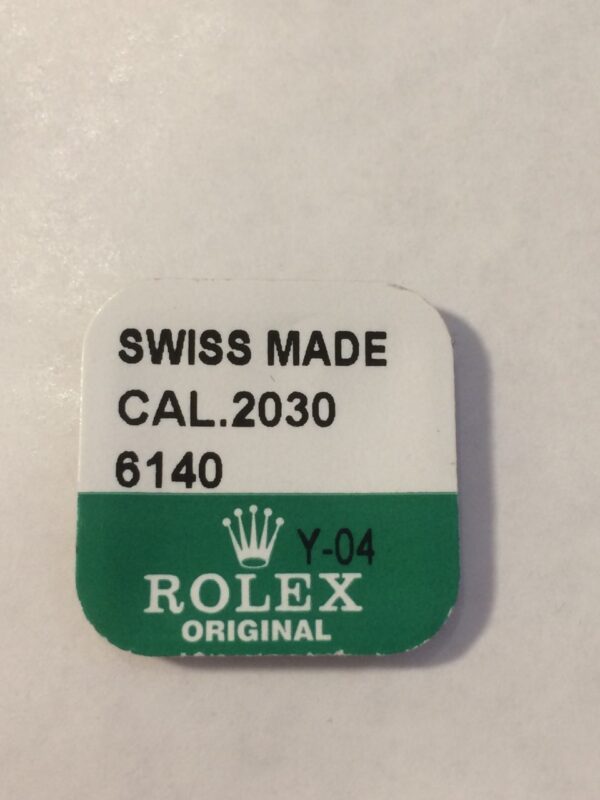 SWISS MADE
CAL.2030
6140
Y-04
ROLEX
ORIGINAL